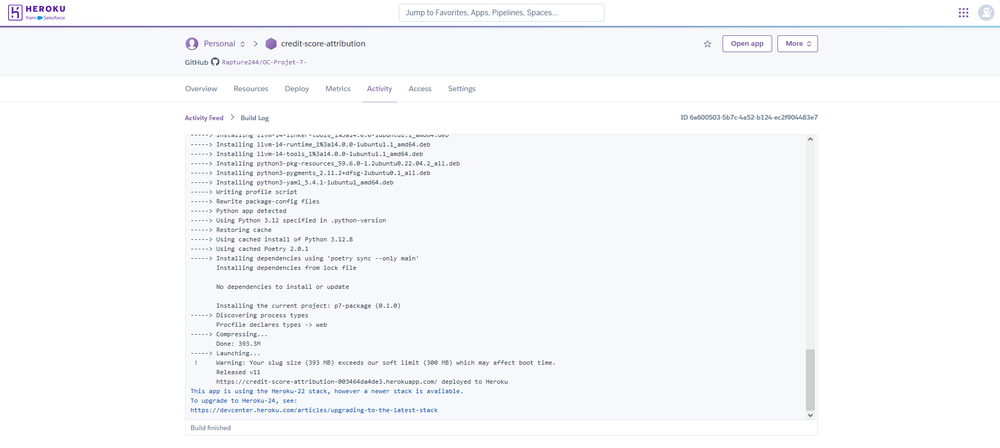 HEROKU
from Salesforce
Jump to Favorites, Apps, Pipelines, Spaces...
Personal
credit-score-attribution
Open app
More
GitHub Rapture244/OC-Projet-7-
Overview Resources Deploy Metrics Activity Access Settings
Activity Feed > Build Log
ID 6a600503-5b7c-4a52-b124-ec2f904483e7
-----> Installing llvm-14-linker-tools_1%3a14.0.0-1ubuntu1.1_amd64.deb
-----> Installing llvm-14-runtime_1%3a14.0.0-1ubuntu1.1_amd64.deb
-----> Installing llvm-14-tools_1%3a14.0.0-1ubuntu1.1_amd64.deb
-----> Installing python3-pkg-resources_59.6.0-1.2ubuntu0.22.04.2_all.deb
-----> Installing python3-pygments_2.11.2+dfsg-2ubuntu0.1_all.deb
-----> Installing python3-yaml_5.4.1-1ubuntu1_amd64.deb
-----> Writing profile script
-----> Rewrite package-config files
-----> Python app detected
-----> Using Python 3.12 specified in .python-version
-----> Restoring cache
-----> Using cached install of Python 3.12.8
-----> Using cached Poetry 2.0.1
-----> Installing dependencies using 'poetry sync --only main'
Installing dependencies from lock file
No dependencies to install or update
Installing the current project: p7-package (0.1.0)
-----> Discovering process types
Procfile declares types -> web
-----> Compressing...
Done: 393.3M
-----> Launching...
! Warning: Your slug size (393 MB) exceeds our soft limit (300 MB) which may affect boot time.
Released v11
https://credit-score-attribution-003464da4de3.herokuapp.com/ deployed to Heroku
This app is using the Heroku-22 stack, however a newer stack is available.
To upgrade to Heroku-24, see:
https://devcenter.heroku.com/articles/upgrading-to-the-latest-stack
Build finished